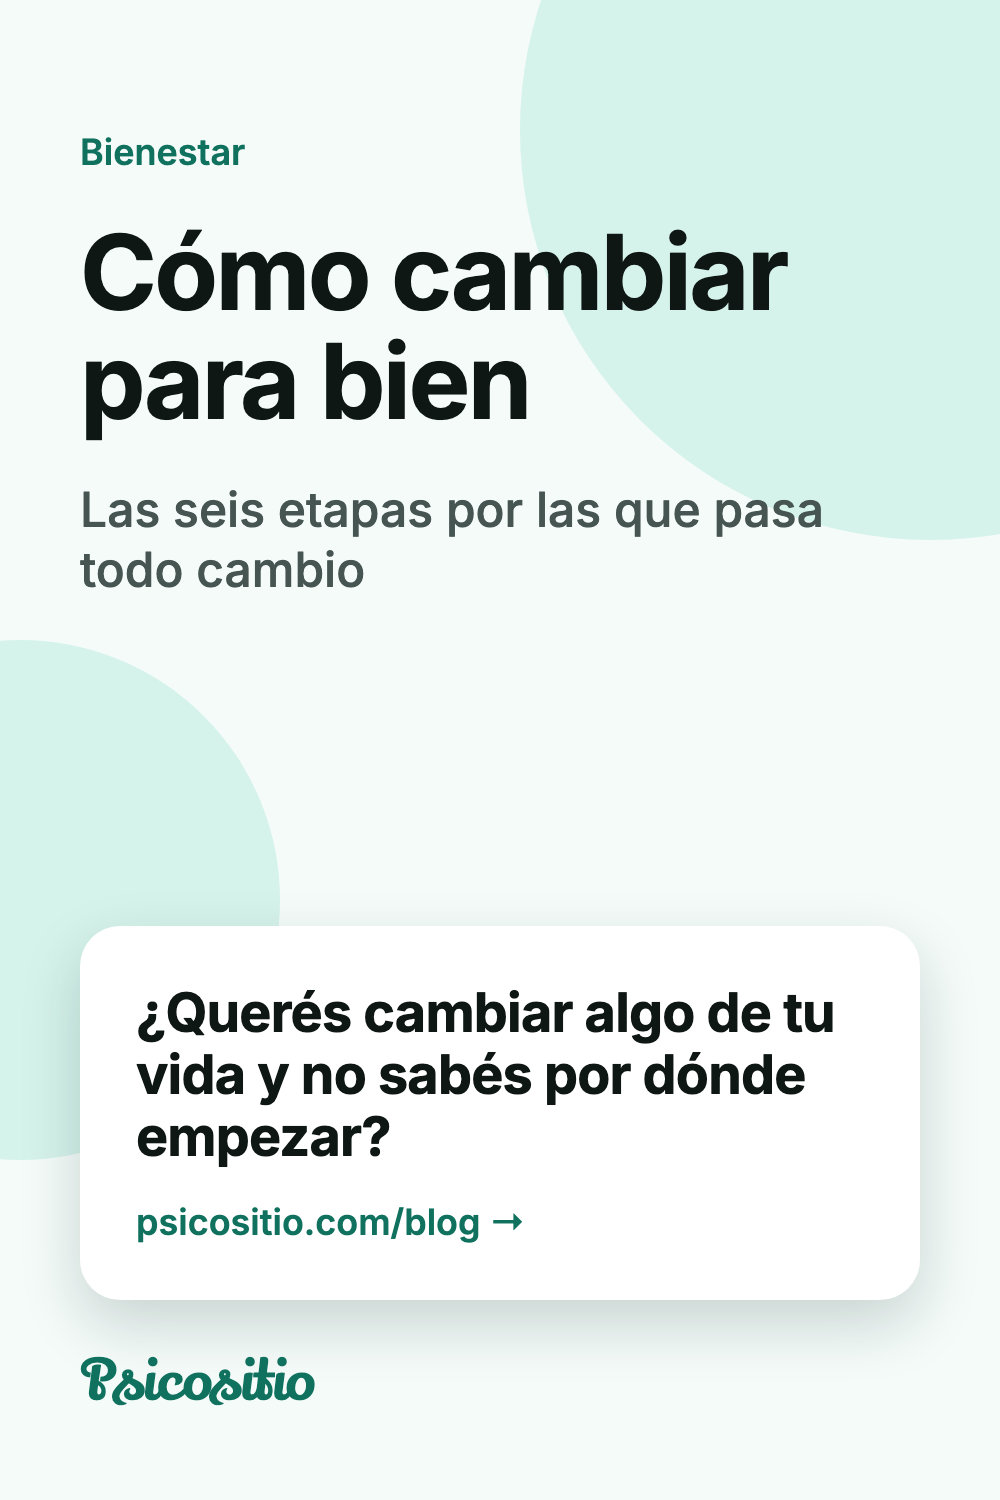 Bienestar
Cómo cambiar
para bien
Las seis etapas por las que pasa
todo cambio
¿Querés cambiar algo de tu
vida y no sabés por dónde
empezar?
psicositio.com/blog →
Psicositio